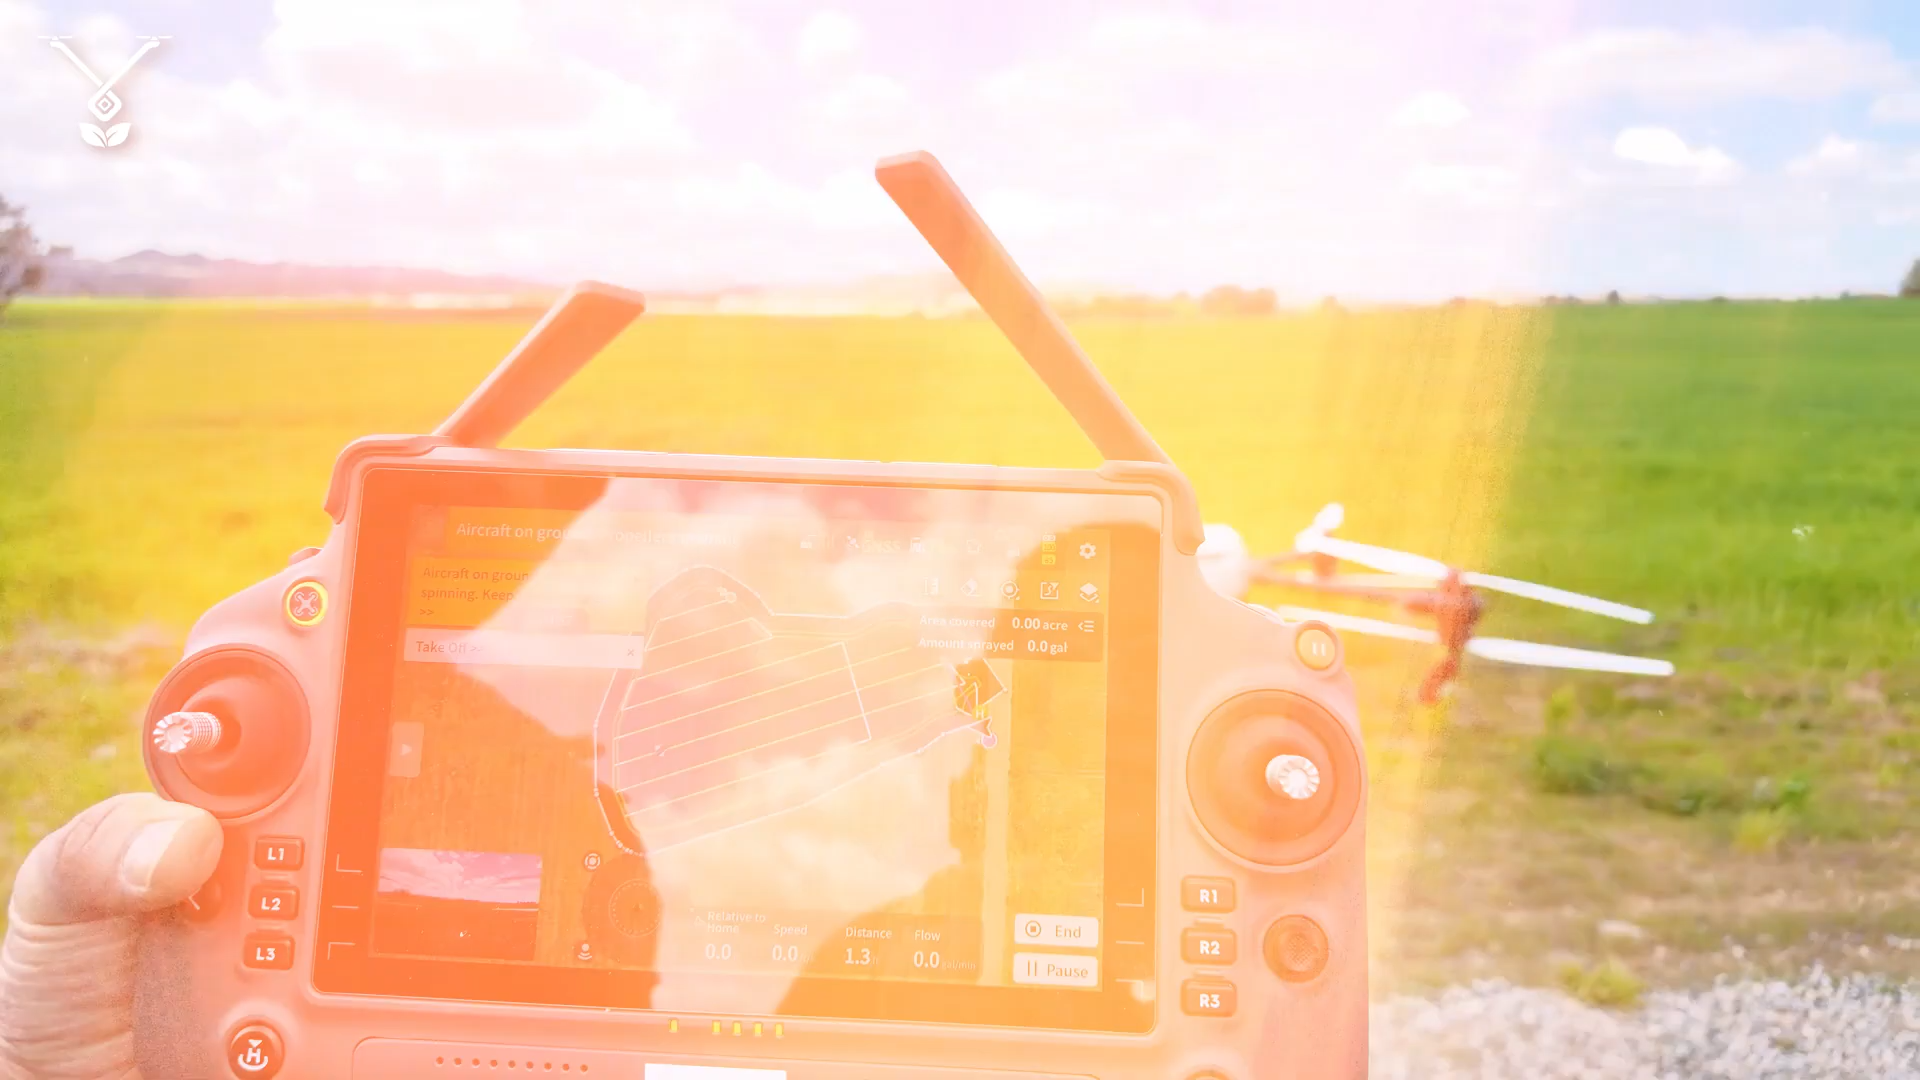 Aircraft on
GNSS
Aircraft on ground
spinning. Keep
>>
Take Off >>
Area covered 0.00 acre
Amount sprayed 0.0 gal
H
Relative to
Home Speed Distance Flow
0.0 0.0 1.3 0.0
End
Pause
L1
L2
L3
R1
R2
R3
H